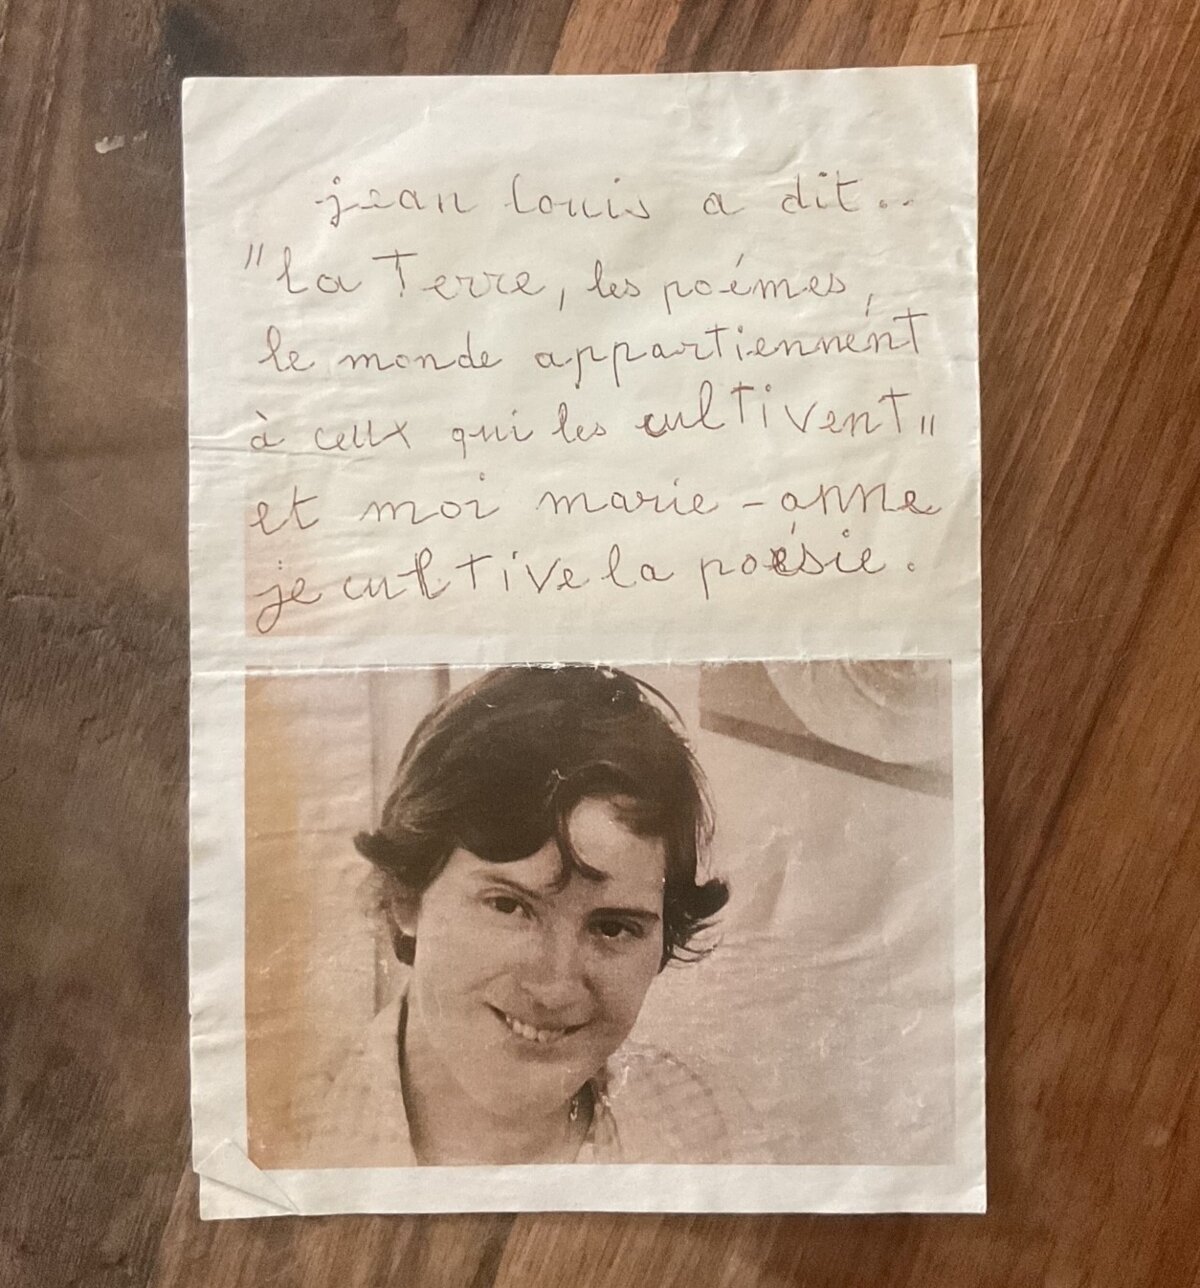 jean louis a dit..
"la Terre, les poémes,
le monde appartiennent
à ceux qui les cultivent"
et moi marie-anne
je cultive la poésie.